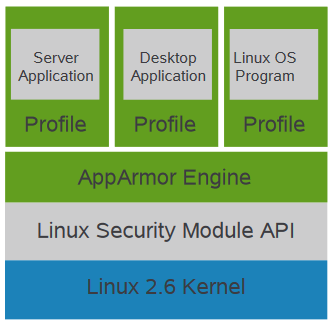 Server
Application
Desktop
Application
Linux OS
Program
Profile
Profile
Profile
AppArmor Engine
Linux Security Module API
Linux 2.6 Kernel